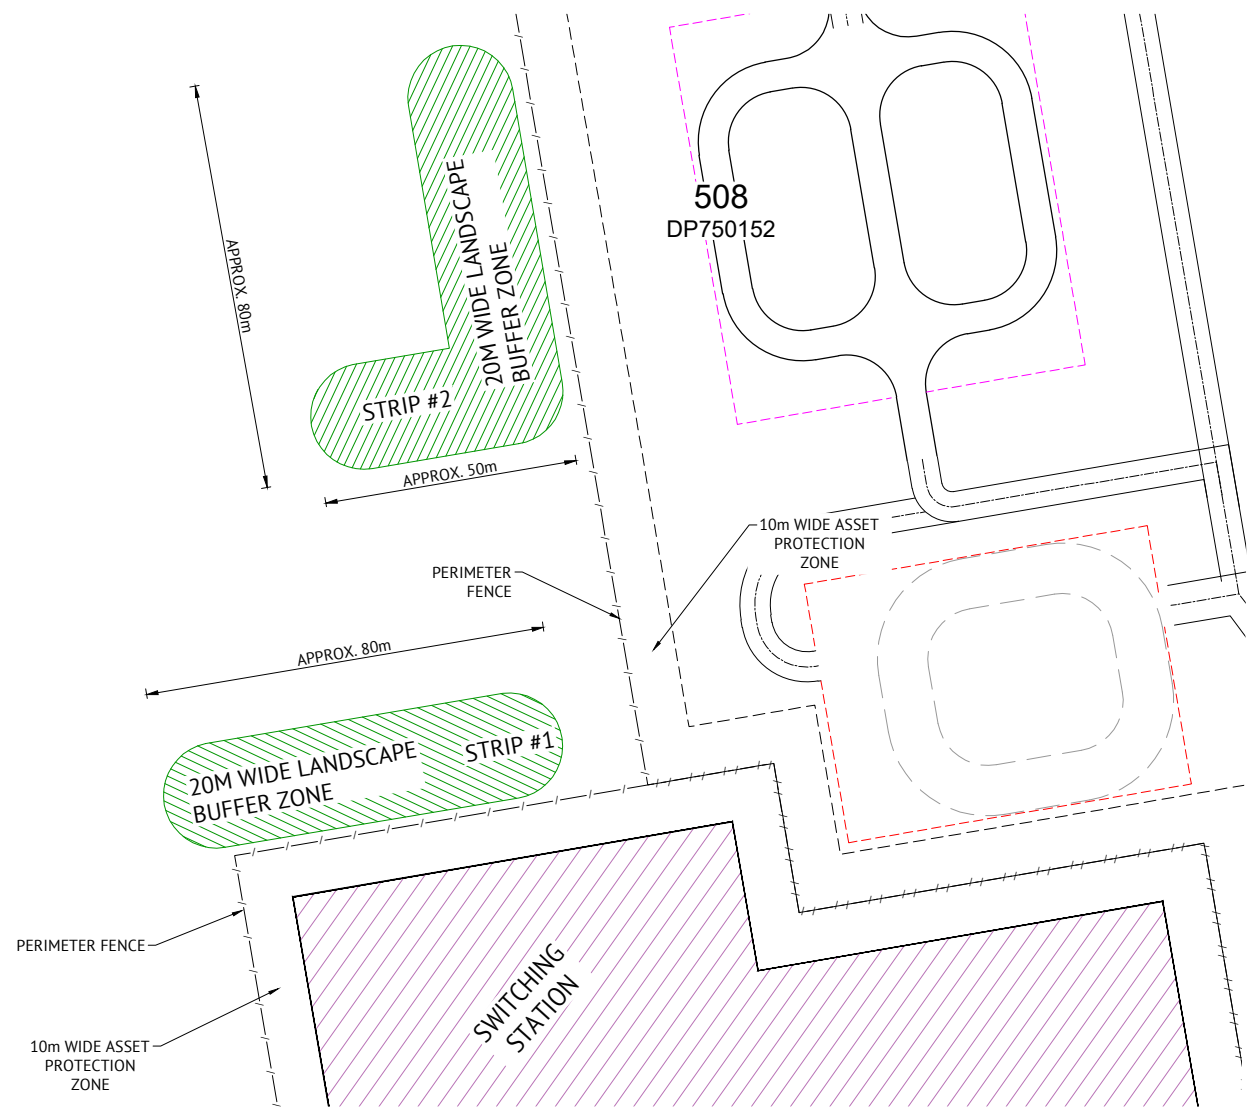 508
DP750152
20M WIDE LANDSCAPE
BUFFER ZONE
APPROX. 80m
STRIP #2
APPROX. 50m
10m WIDE ASSET
PROTECTION
ZONE
PERIMETER
FENCE
APPROX. 80m
STRIP #1
20M WIDE LANDSCAPE
BUFFER ZONE
PERIMETER FENCE
SWITCHING
STATION
10m WIDE ASSET
PROTECTION
ZONE